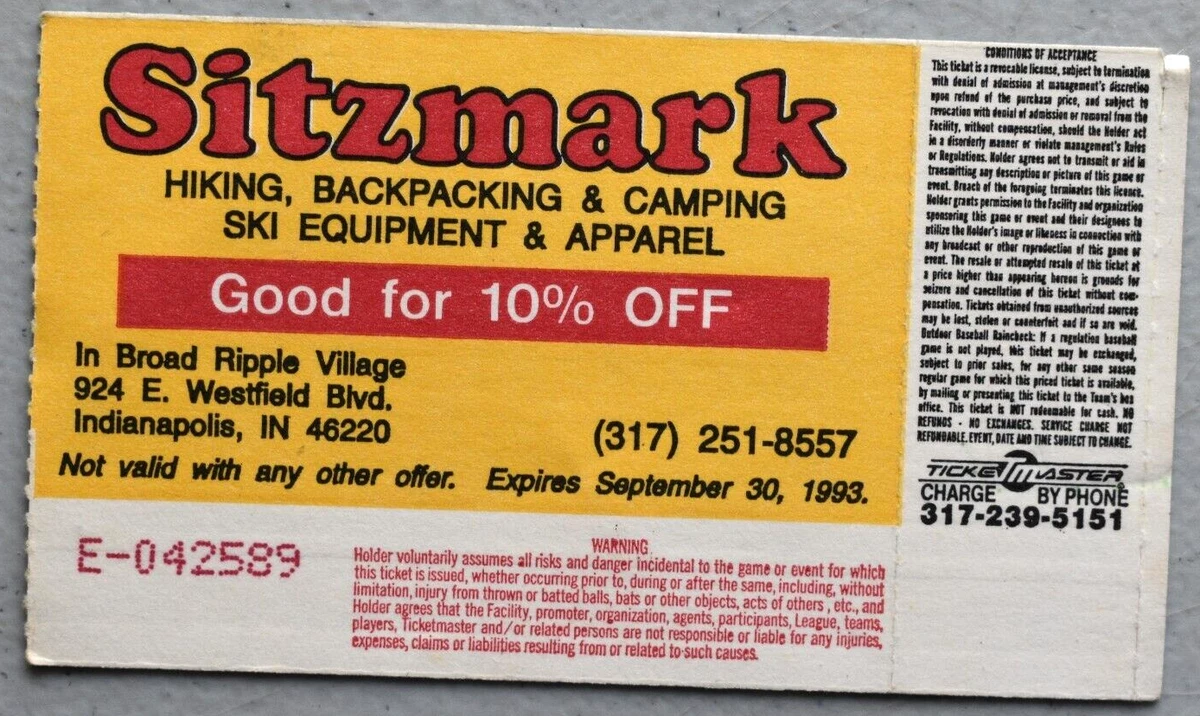 Sitzmark
HIKING, BACKPACKING & CAMPING
SKI EQUIPMENT & APPAREL
Good for 10% OFF
In Broad Ripple Village
924 E. Westfield Blvd.
Indianapolis, IN 46220
(317) 251-8557
Not valid with any other offer. Expires September 30, 1993.
E-042589
WARNING
Holder voluntarily assumes all risks and danger incidental to the game or event for which
this ticket is issued, whether occurring prior to, during or after the same, including, without
limitation, injury from thrown or batted balls, bats or other objects, acts of others , etc., and
Holder agrees that the Facility, promoter, organization, agents, participants, League, teams,
players, Ticketmaster and/or related persons are not responsible or liable for any injuries,
expenses, claims or liabilities resulting from or related to such causes.
CONDITIONS OF ACCEPTANCE
This ticket is a revocable license, subject to termination
with denial of admission at management's discretion
upon refund of the purchase price, and subject to
revocation with denial of admission or removal from the
Facility, without compensation, should the Holder act
in a disorderly manner or violate management's Rules
or Regulations. Holder agrees not to transmit or aid in
transmitting any description or picture of this game or
event. Breach of the foregoing terminates this licence.
Holder grants permission to the Facility and organization
sponsoring this game or event and their designees to
utilize the Holder's image or likeness in connection with
any broadcast or other reproduction of this game or
event. The resale or attempted resale of this ticket at
a price higher than appearing hereon is grounds for
seizure and cancellation of this ticket without com-
pensation. Tickets obtained from unauthorized sources
may be lost, stolen or counterfeit and if so are void.
Outdoor Baseball Raincheck: If a regulation baseball
game is not played, this ticket may be exchanged,
subject to prior sales, for any other same season
regular game for which this priced ticket is available,
by mailing or presenting this ticket to the Team's box
office. This ticket is NOT redeemable for cash. NO
REFUNDS - NO EXCHANGES. SERVICE CHARGE NOT
REFUNDABLE. EVENT, DATE AND TIME SUBJECT TO CHANGE.
TICKETMASTER®
CHARGE BY PHONE
317-239-5151